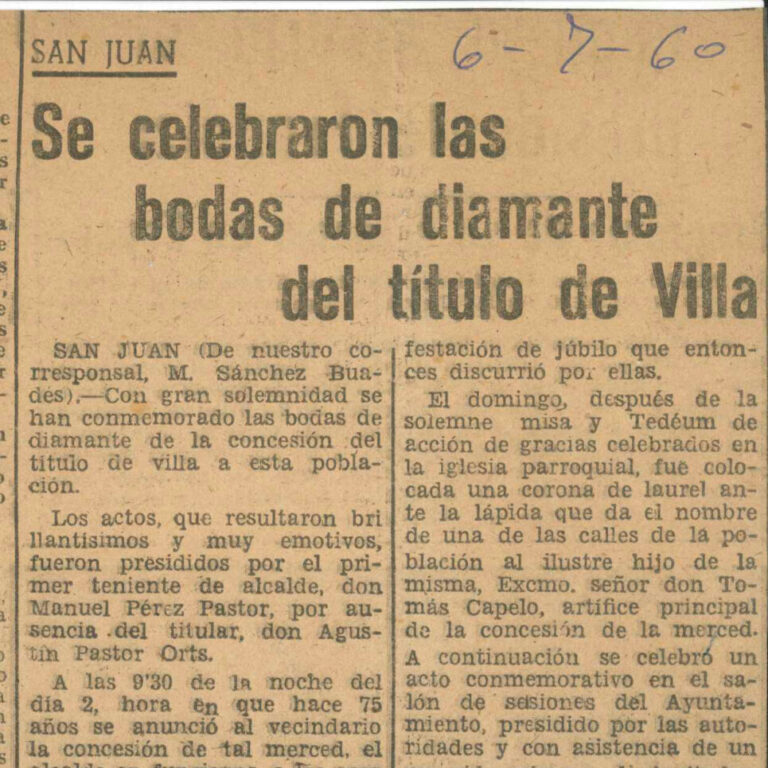 SAN JUAN
6-7-60
Se celebraron las
bodas de diamante
del título de Villa
SAN JUAN (De nuestro co-
rresponsal, M. Sánchez Bua-
des).—Con gran solemnidad se
han conmemorado las bodas de
diamante de la concesión del
título de villa a esta pobla-
ción.
Los actos, que resultaron bri
llantísimos y muy emotivos,
fueron presididos por el pri-
mer teniente de alcalde, don
Manuel Pérez Pastor, por au-
sencia del titular, don Agus-
tín Pastor Orts.
A las 9'30 de la noche del
día 2, hora en que hace 75
años se anunció al vecindario
la concesión de tal merced, el
festación de júbilo que enton-
ces discurrió por ellas.
El domingo, después de la
solemne misa y Tedéum de
acción de gracias celebrados en
la iglesia parroquial, fue colo-
cada una corona de laurel an-
te la lápida que da el nombre
de una de las calles de la po-
blación al ilustre hijo de la
misma, Excmo. señor don To-
más Capelo, artífice principal
de la concesión de la merced.
A continuación se celebró un
acto conmemorativo en el sa-
lón de sesiones del Ayunta-
miento, presidido por las auto-
ridades y con asistencia de un